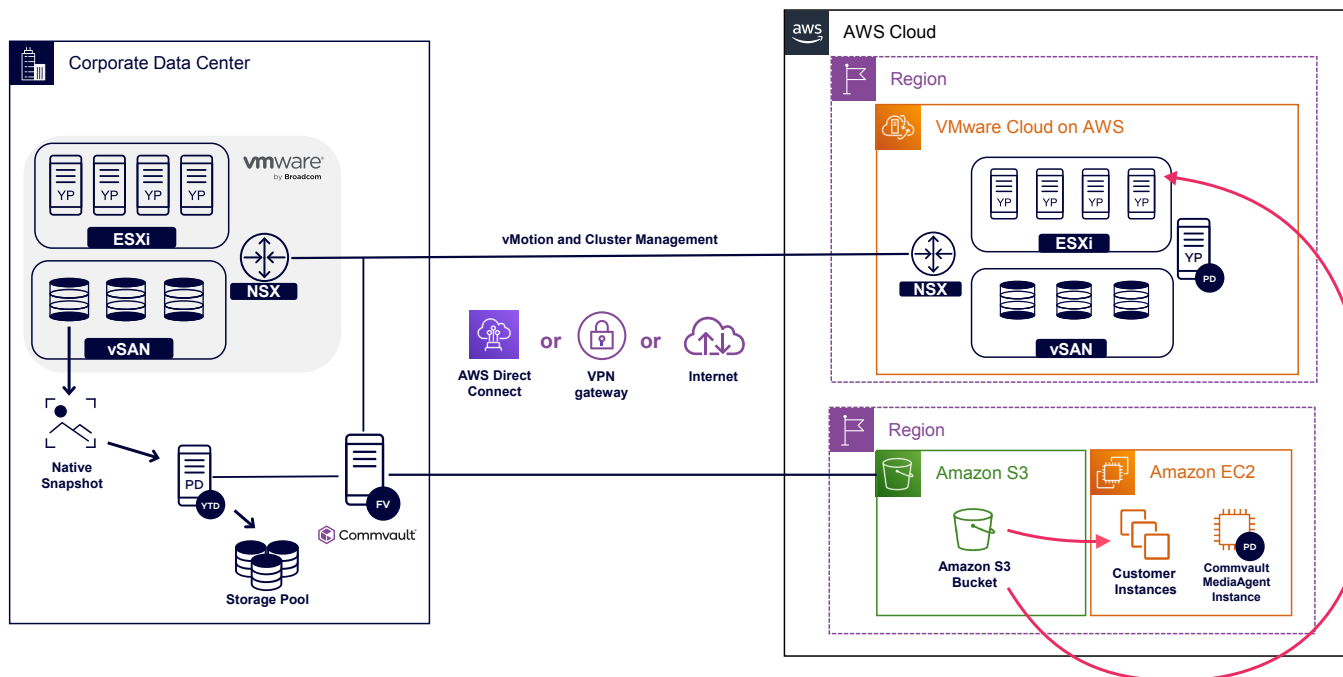 Corporate Data Center
vmware®
by Broadcom
YP YP YP YP
ESXi
NSX
vSAN
Native
Snapshot
PD
YTD
FV
Commvault®
Storage Pool
vMotion and Cluster Management
or
or
AWS Direct
Connect
VPN
gateway
Internet
aws
AWS Cloud
Region
VMware Cloud on AWS
YP YP YP YP
ESXi
YP
PD
NSX
vSAN
Region
Amazon S3
Amazon S3
Bucket
Amazon EC2
Customer
Instances
PD
Commvault
MediaAgent
Instance